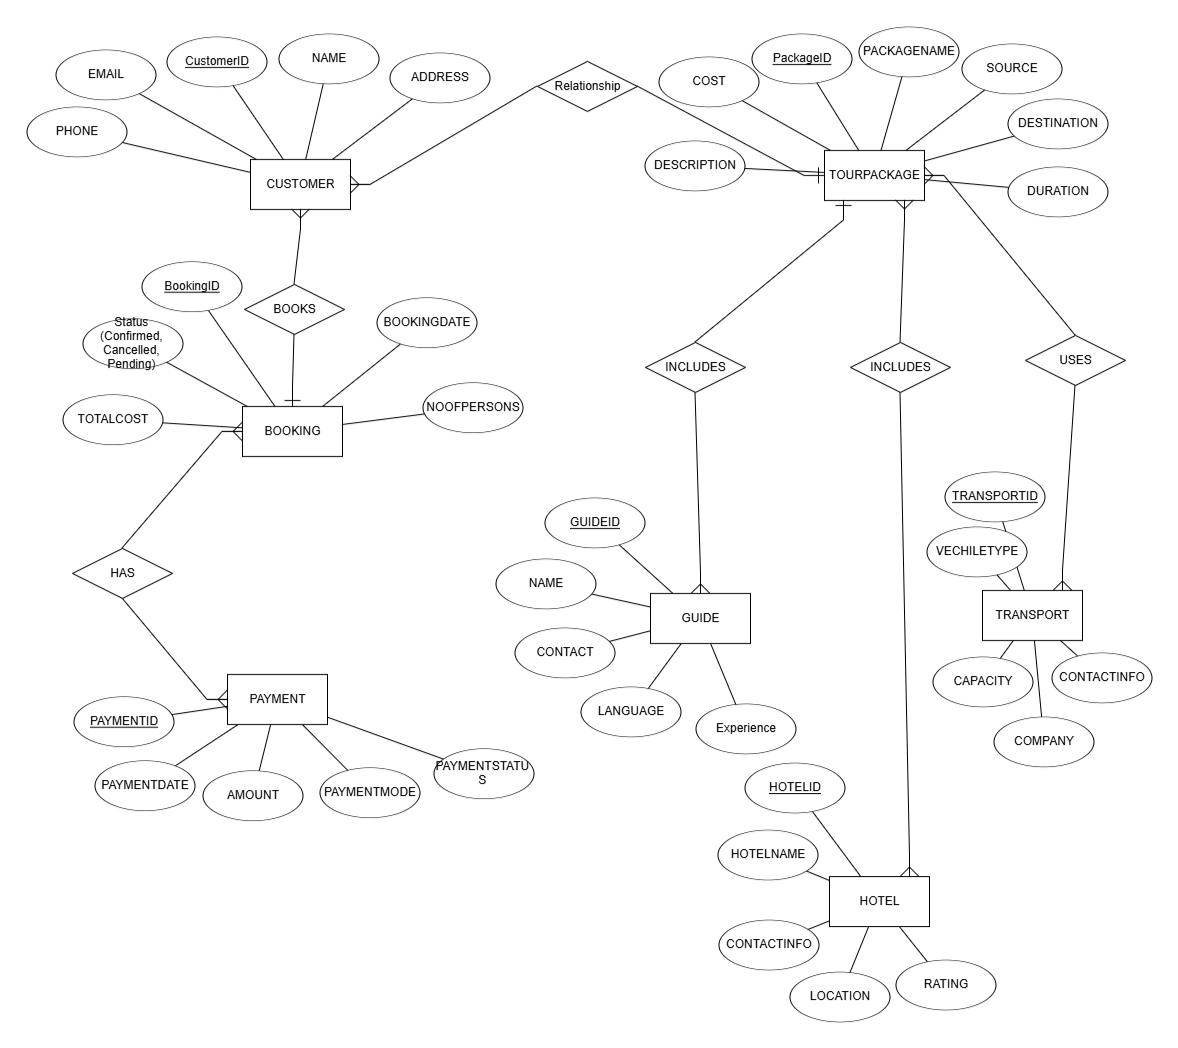 NAME
PACKAGENAME
CustomerID
PackageID
EMAIL
ADDRESS
COST
SOURCE
Relationship
PHONE
DESTINATION
DESCRIPTION
CUSTOMER
TOURPACKAGE
DURATION
BookingID
BOOKS
BOOKINGDATE
Status
(Confirmed,
Cancelled,
Pending)
INCLUDES
INCLUDES
USES
TOTALCOST
NOOFPERSONS
BOOKING
TRANSPORTID
GUIDEID
VECHILETYPE
HAS
NAME
GUIDE
TRANSPORT
CONTACT
CONTACTINFO
CAPACITY
PAYMENT
LANGUAGE
PAYMENTID
Experience
COMPANY
PAYMENTSTATU
S
PAYMENTDATE
AMOUNT
PAYMENTMODE
HOTELID
HOTELNAME
HOTEL
CONTACTINFO
RATING
LOCATION